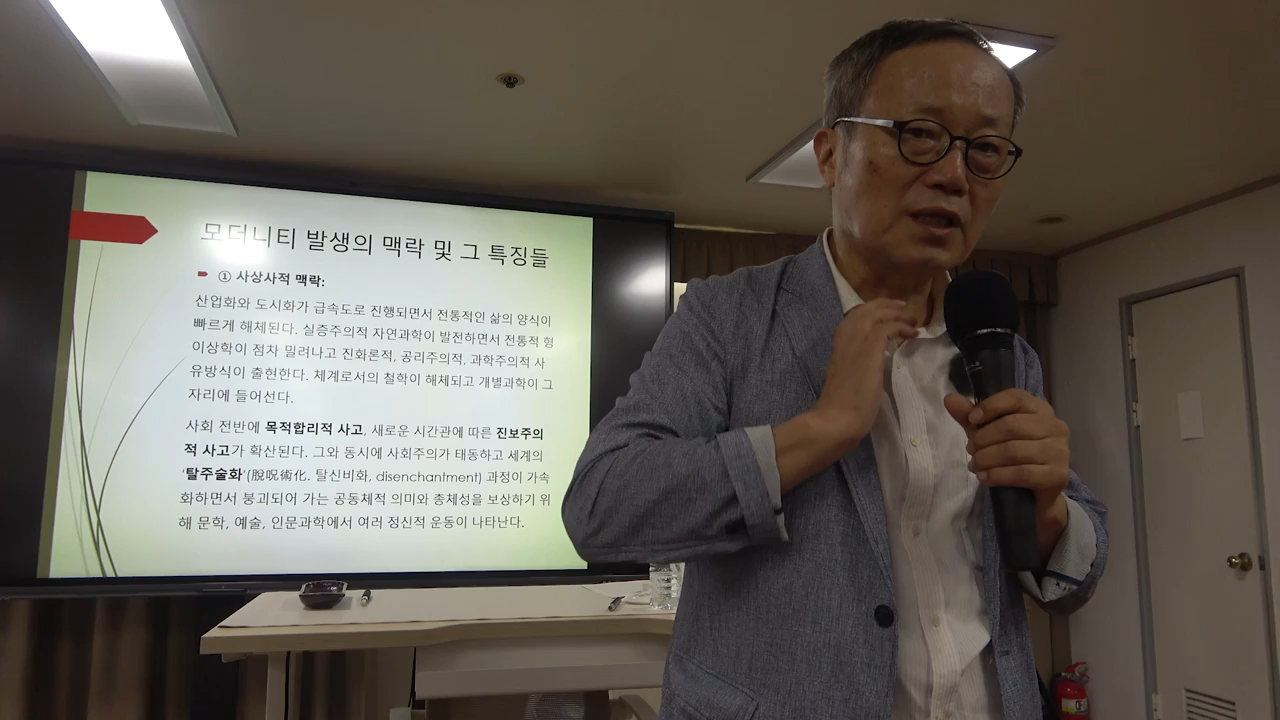 모더니티 발생의 맥락 및 그 특징들
① 사상사적 맥락:
산업화와 도시화가 급속도로 진행되면서 전통적인 삶의 양식이
빠르게 해체된다. 실증주의적 자연과학이 발전하면서 전통적 형
이상학이 점차 밀려나고 진화론적, 공리주의적, 과학주의적 사
유방식이 출현한다. 체계로서의 철학이 해체되고 개별과학이 그
자리에 들어선다.
사회 전반에 목적합리적 사고, 새로운 시간관에 따른 진보주의
적 사고가 확산된다. 그와 동시에 사회주의가 태동하고 세계의
‘탈주술화’(脫呪術化. 탈신비화, disenchantment) 과정이 가속
화하면서 붕괴되어 가는 공동체적 의미와 총체성을 보상하기 위
해 문학, 예술, 인문과학에서 여러 정신적 운동이 나타난다.